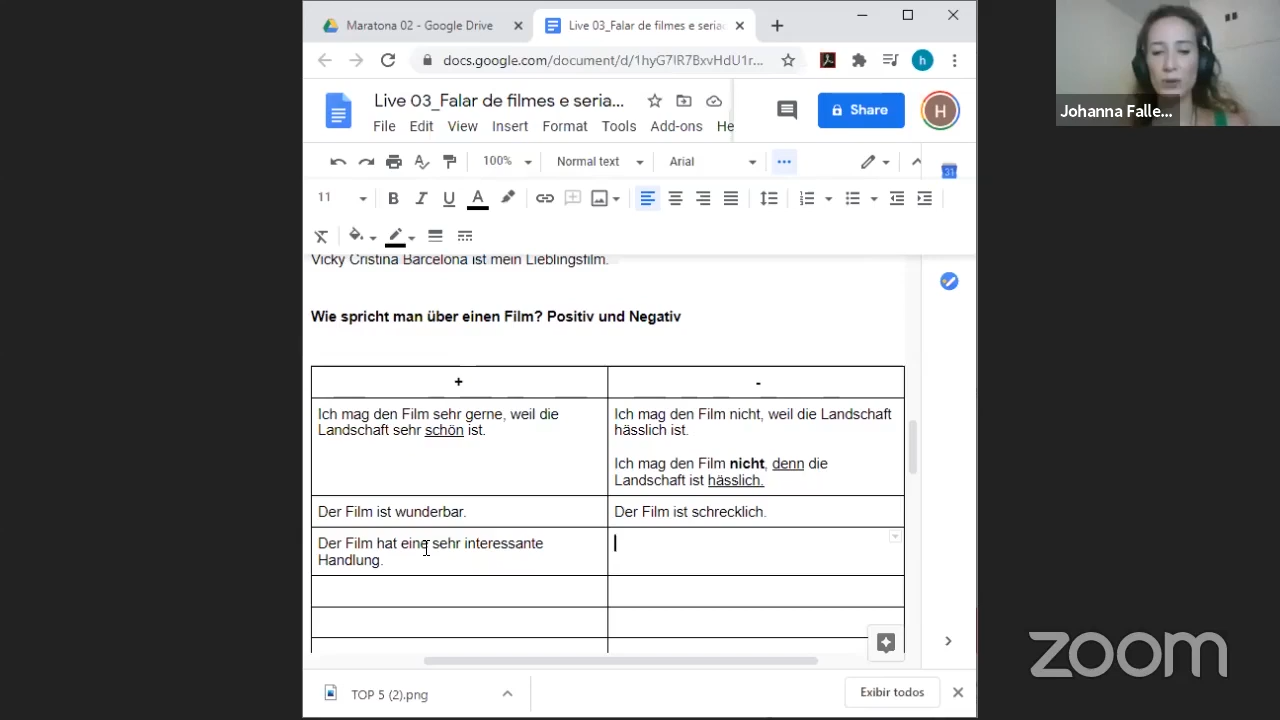 Maratona 02 - Google Drive
Live 03_Falar de filmes e seria
docs.google.com/document/d/1hyG7IR7BxvHdU1r...
h
Live 03_Falar de filmes e seria...
Share
H
File Edit View Insert Format Tools Add-ons He
100% Normal text Arial
31
11 B I U A
Vicky Cristina Barcelona ist mein Lieblingsfilm.
Wie spricht man über einen Film? Positiv und Negativ
+
-
Ich mag den Film sehr gerne, weil die
Landschaft sehr schön ist.
Ich mag den Film nicht, weil die Landschaft
hässlich ist.
Ich mag den Film nicht, denn die
Landschaft ist hässlich.
Der Film ist wunderbar.
Der Film ist schrecklich.
Der Film hat eine sehr interessante
Handlung.
TOP 5 (2).png
Exibir todos
Johanna Falle...
zoom